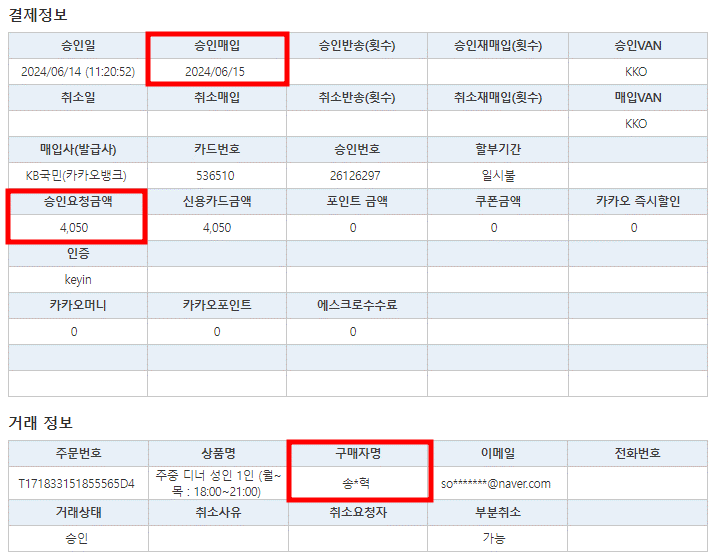 결제정보
승인일 승인매입 승인반송(횟수) 승인재매입(횟수) 승인VAN
2024/06/14 (11:20:52) 2024/06/15 KKO
취소일 취소매입 취소반송(횟수) 취소재매입(횟수) 매입VAN
KKO
매입사(발급사) 카드번호 승인번호 할부기간
KB국민(카카오뱅크) 536510 26126297 일시불
승인요청금액 신용카드금액 포인트 금액 쿠폰금액 카카오 즉시할인
4,050 4,050 0 0 0
인증
keyin
카카오머니 카카오포인트 에스크로수수료
0 0 0
거래 정보
주문번호 상품명 구매자명 이메일 전화번호
T171833151855565D4 주중 디너 성인 1인 (월~ 송*혁 so*******@naver.com
목 : 18:00~21:00)
거래상태 취소사유 취소요청자 부분취소
승인 가능